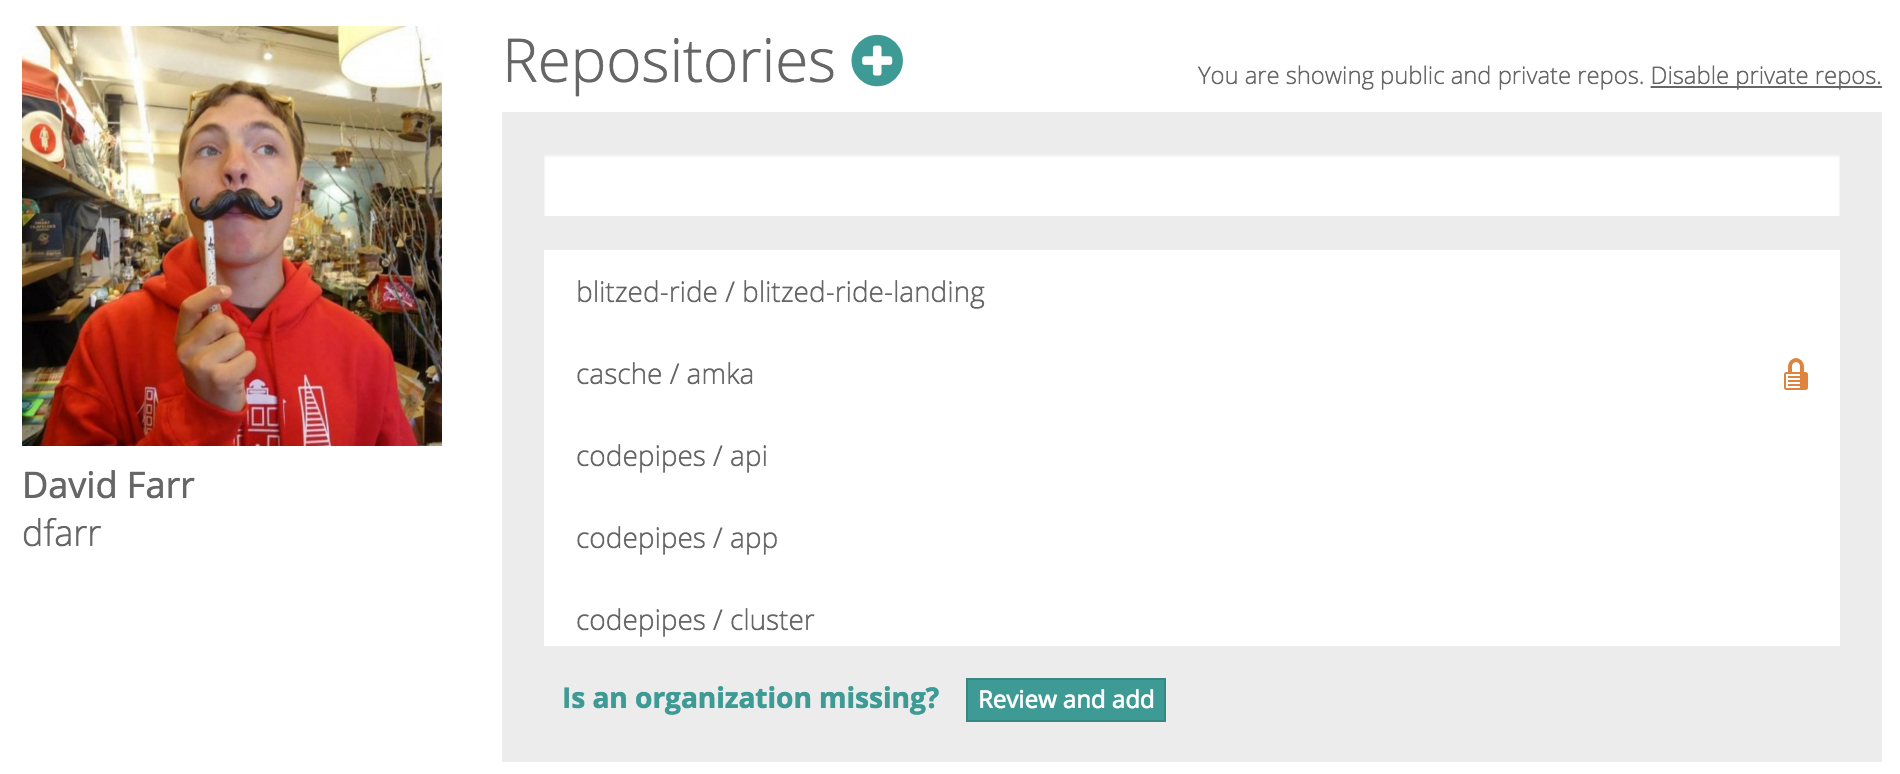 Repositories
You are showing public and private repos. Disable private repos.
blitzed-ride / blitzed-ride-landing
casche / amka
codepipes / api
codepipes / app
codepipes / cluster
Is an organization missing? Review and add
David Farr
dfarr